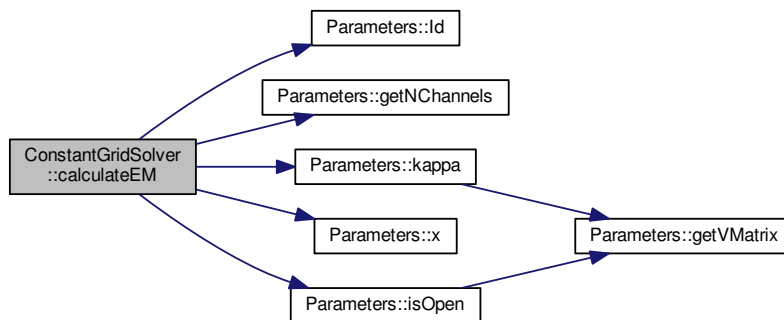 Parameters::Id
Parameters::getNChannels
ConstantGridSolver
::calculateEM
Parameters::kappa
Parameters::x
Parameters::getVMatrix
Parameters::isOpen